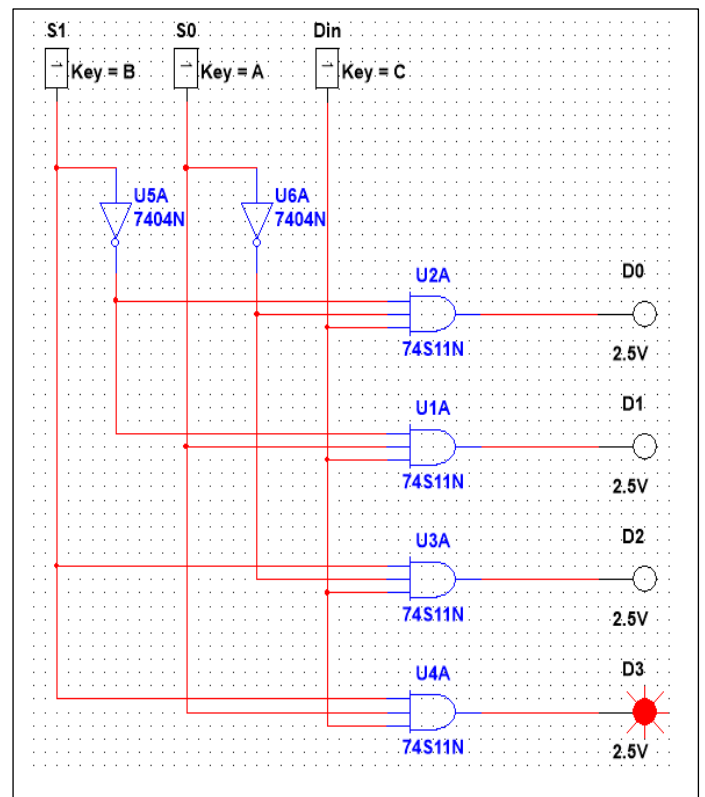 S1 S0 Din
Key = B Key = A Key = C
U5A U6A
7404N 7404N
U2A D0
74S11N 2.5V
U1A D1
74S11N 2.5V
U3A D2
74S11N 2.5V
U4A D3
74S11N 2.5V